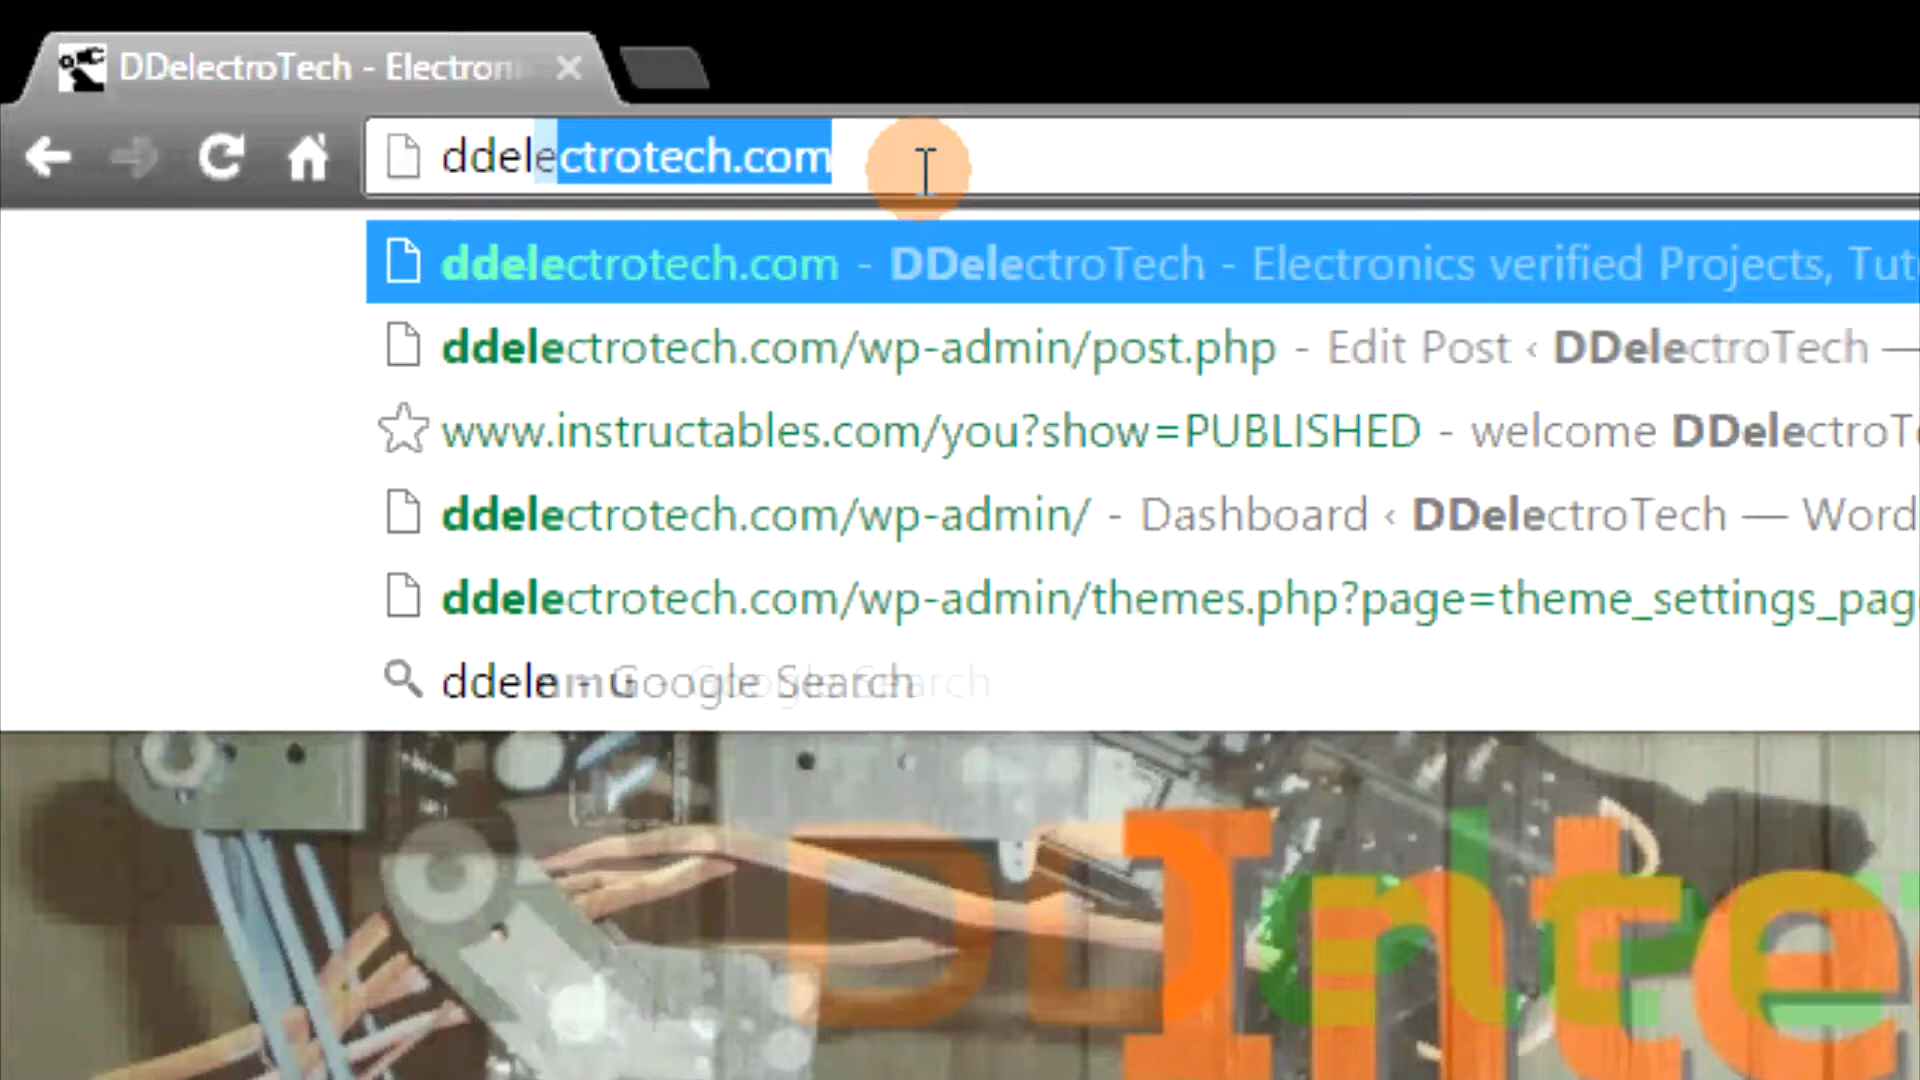 DDelectroTech - Electroni
ddelectrotech.com
ddelectrotech.com - DDelectroTech - Electronics verified Projects, Tut
ddelectrotech.com/wp-admin/post.php - Edit Post ‹ DDelectroTech —
www.instructables.com/you?show=PUBLISHED - welcome DDelectroT
ddelectrotech.com/wp-admin/ - Dashboard ‹ DDelectroTech — Word
ddelectrotech.com/wp-admin/themes.php?page=theme_settings_pag
ddele - Google Search
Inte